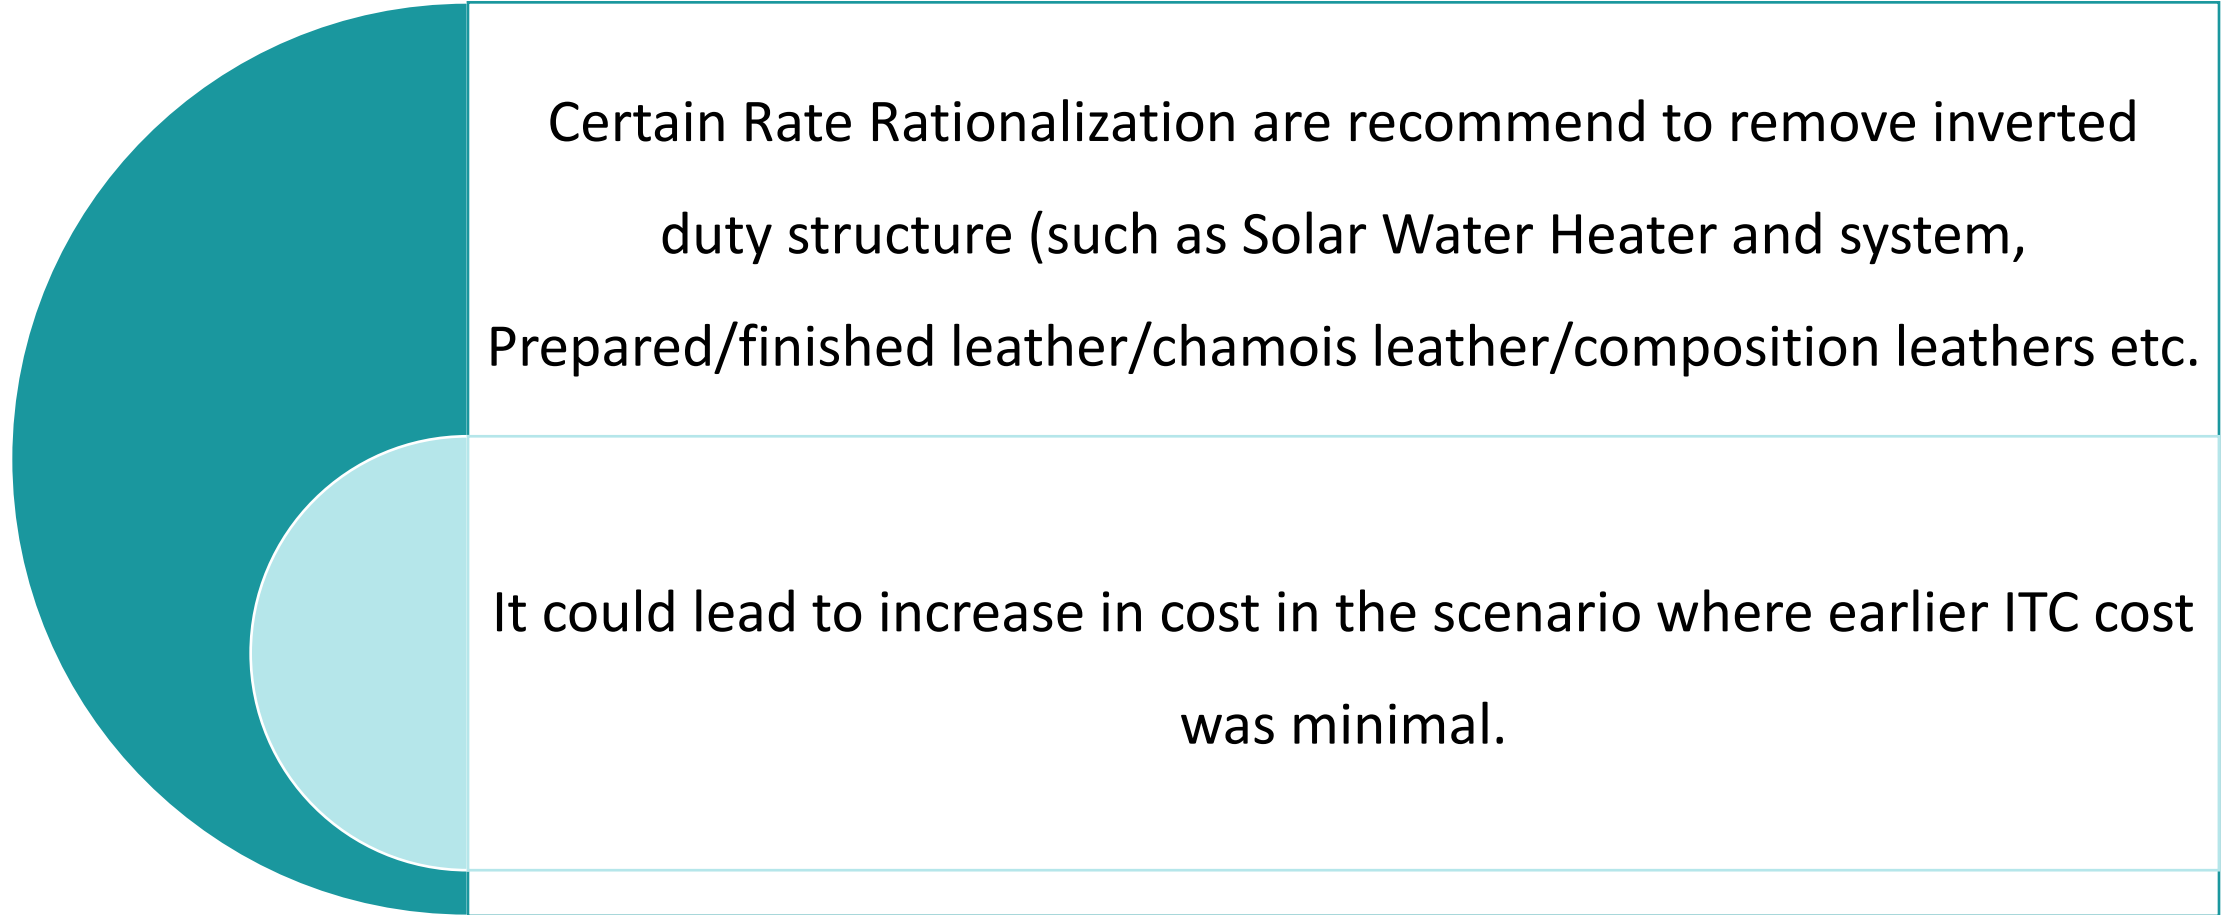 Certain Rate Rationalization are recommend to remove inverted
duty structure (such as Solar Water Heater and system,
Prepared/finished leather/chamois leather/composition leathers etc.
It could lead to increase in cost in the scenario where earlier ITC cost
was minimal.